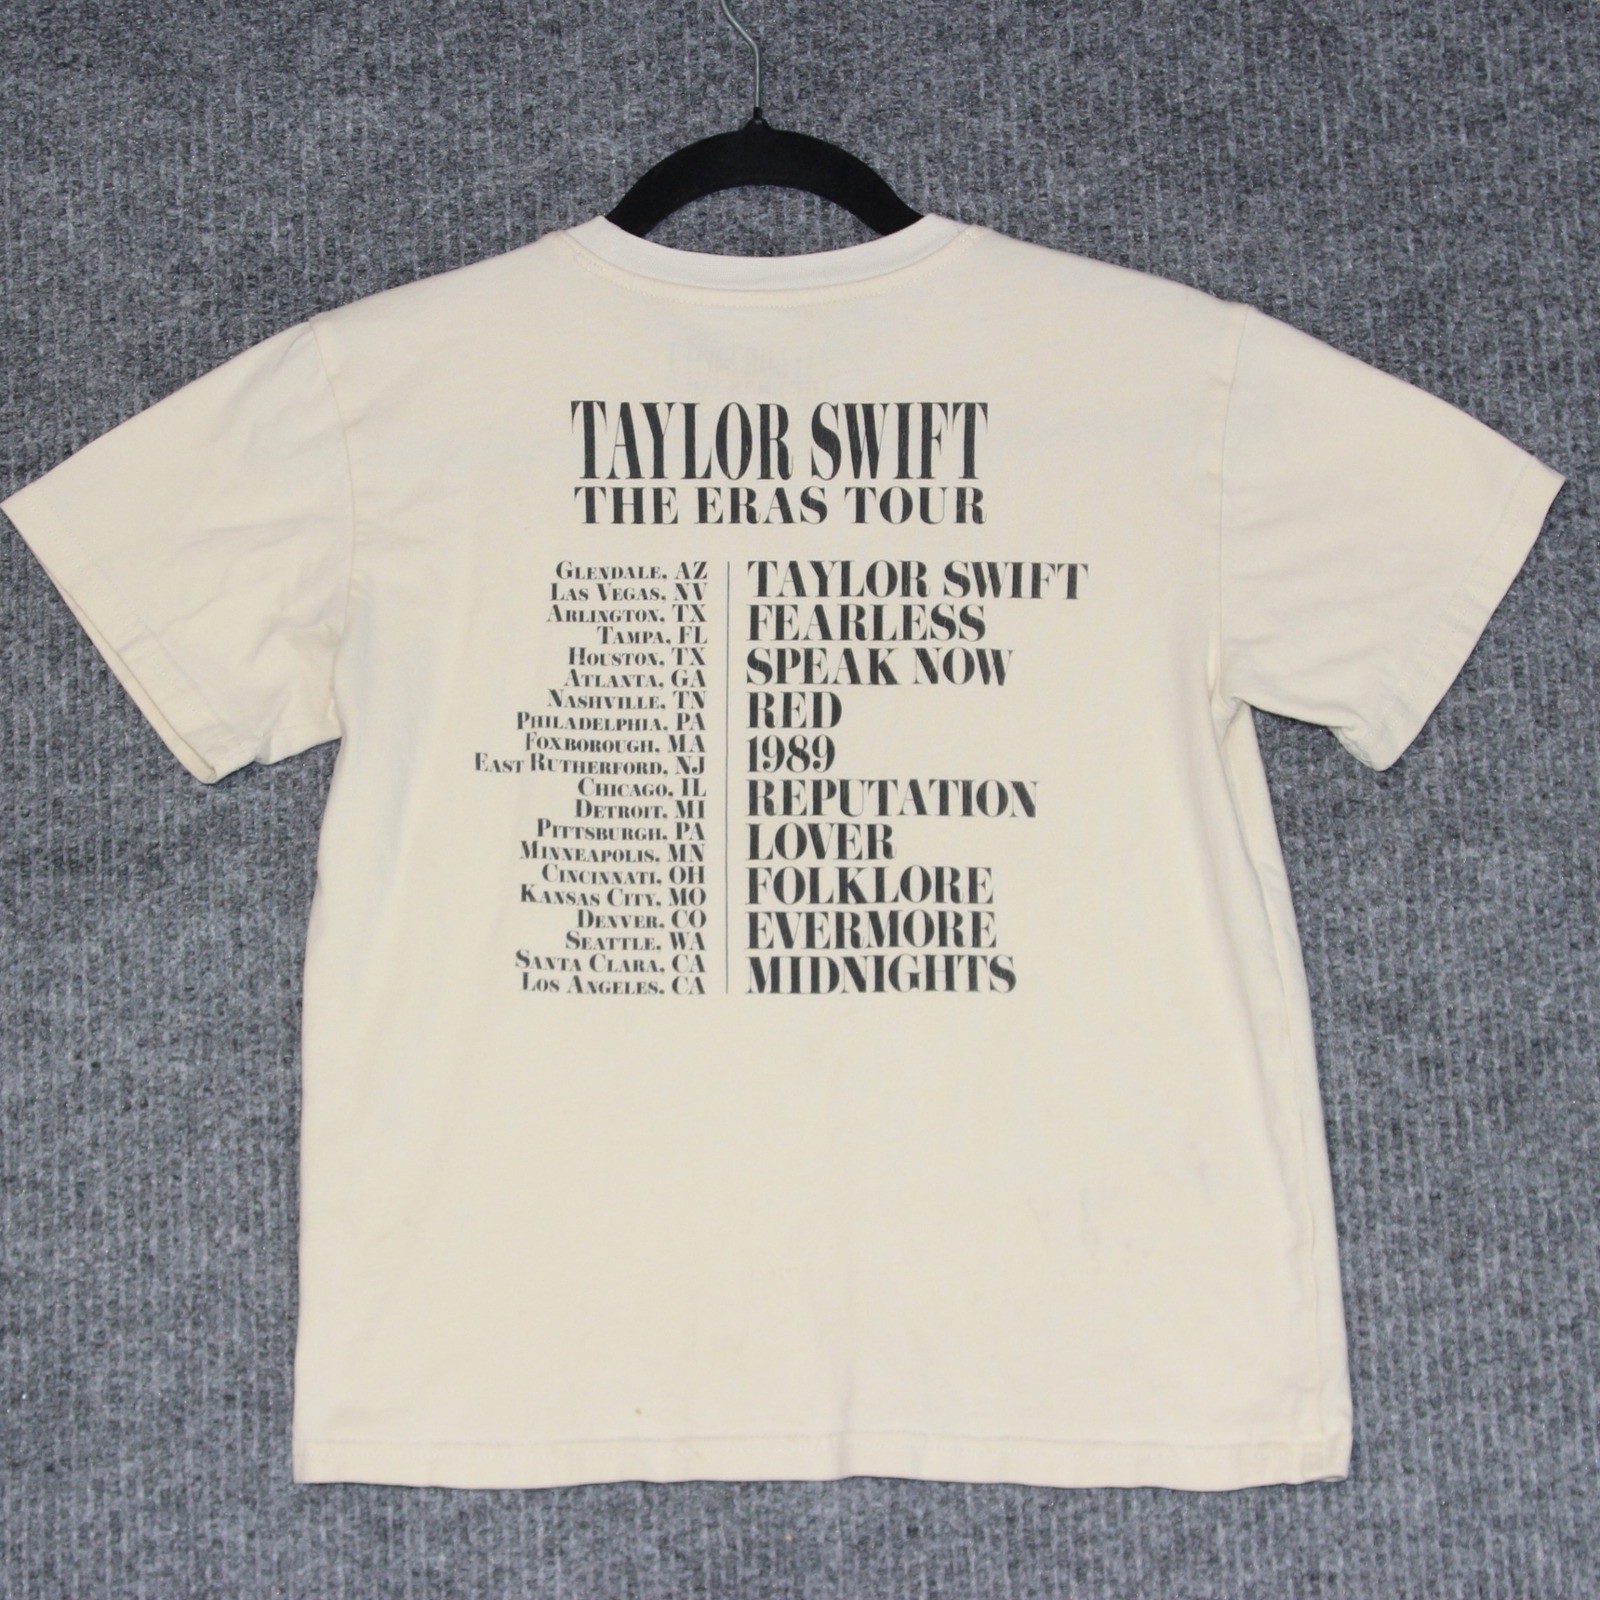 TAYLOR SWIFT
THE ERAS TOUR
GLENDALE, AZ
LAS VEGAS, NV
ARLINGTON, TX
TAMPA, FL
HOUSTON, TX
ATLANTA, GA
NASHVILLE, TN
PHILADELPHIA, PA
FOXBOROUGH, MA
EAST RUTHERFORD, NJ
CHICAGO, IL
DETROIT, MI
PITTSBURGH, PA
MINNEAPOLIS, MN
CINCINNATI, OH
KANSAS CITY, MO
DENVER, CO
SEATTLE, WA
SANTA CLARA, CA
LOS ANGELES, CA
TAYLOR SWIFT
FEARLESS
SPEAK NOW
RED
1989
REPUTATION
LOVER
FOLKLORE
EVERMORE
MIDNIGHTS